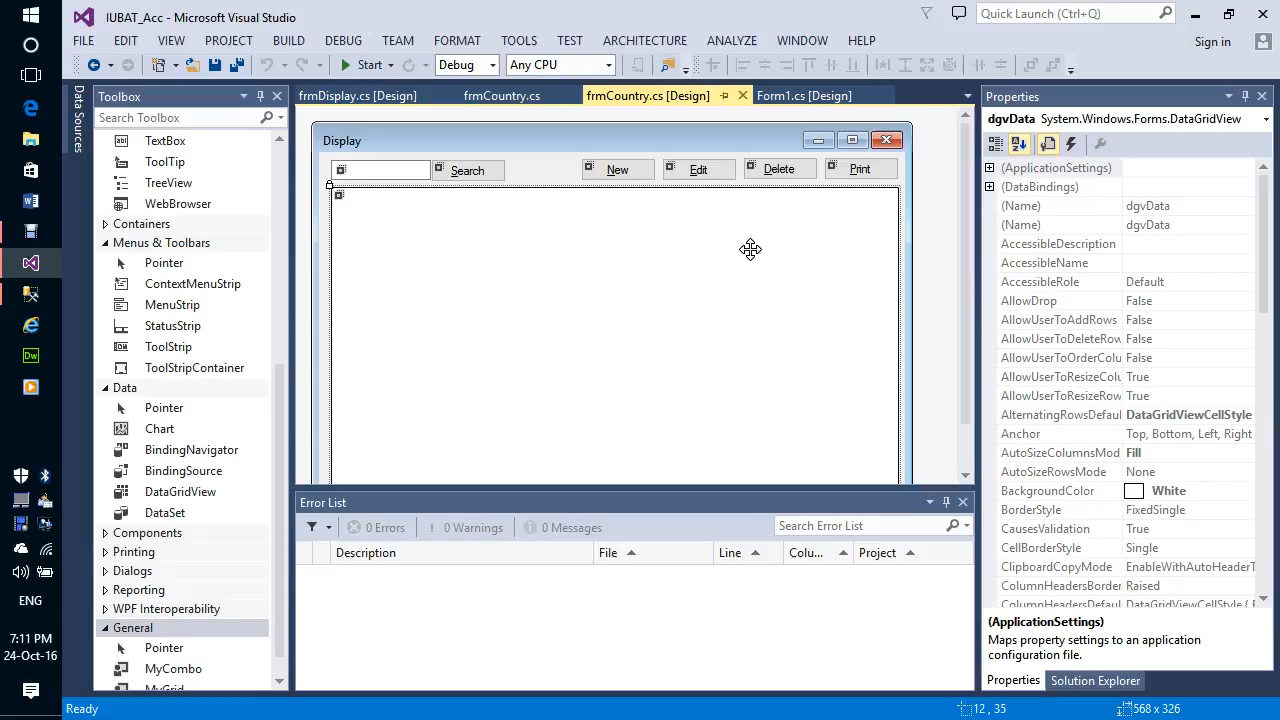 IUBAT_Acc - Microsoft Visual Studio
Quick Launch (Ctrl+Q)
FILE EDIT VIEW PROJECT BUILD DEBUG TEAM FORMAT TOOLS TEST ARCHITECTURE ANALYZE WINDOW HELP
Sign in
Start Debug Any CPU
Data Sources
Toolbox
Search Toolbox
TextBox
ToolTip
TreeView
WebBrowser
Containers
Menus & Toolbars
Pointer
ContextMenuStrip
MenuStrip
StatusStrip
ToolStrip
ToolStripContainer
Data
Pointer
Chart
BindingNavigator
BindingSource
DataGridView
DataSet
Components
Printing
Dialogs
Reporting
WPF Interoperability
General
Pointer
MyCombo
MyGrid
frmDisplay.cs [Design] frmCountry.cs frmCountry.cs [Design] Form1.cs [Design]
Display
Search New Edit Delete Print
Error List
0 Errors 0 Warnings 0 Messages Search Error List
Description File Line Colu... Project
Properties
dgvData System.Windows.Forms.DataGridView
(ApplicationSettings)
(DataBindings)
(Name) dgvData
(Name) dgvData
AccessibleDescription
AccessibleName
AccessibleRole Default
AllowDrop False
AllowUserToAddRows False
AllowUserToDeleteRow False
AllowUserToOrderColu False
AllowUserToResizeColu True
AllowUserToResizeRow True
AlternatingRowsDefau DataGridViewCellStyle
Anchor Top, Bottom, Left, Right
AutoSizeColumnsMod Fill
AutoSizeRowsMode None
BackgroundColor White
BorderStyle FixedSingle
CausesValidation True
CellBorderStyle Single
ClipboardCopyMode EnableWithAutoHeaderT
ColumnHeadersBorder Raised
ColumnHeadersDefau DataGridViewCellStyle {
(ApplicationSettings)
Maps property settings to an application
configuration file.
Properties Solution Explorer
ENG
7:11 PM
24-Oct-16
Ready 12 , 35 568 x 326
Dw